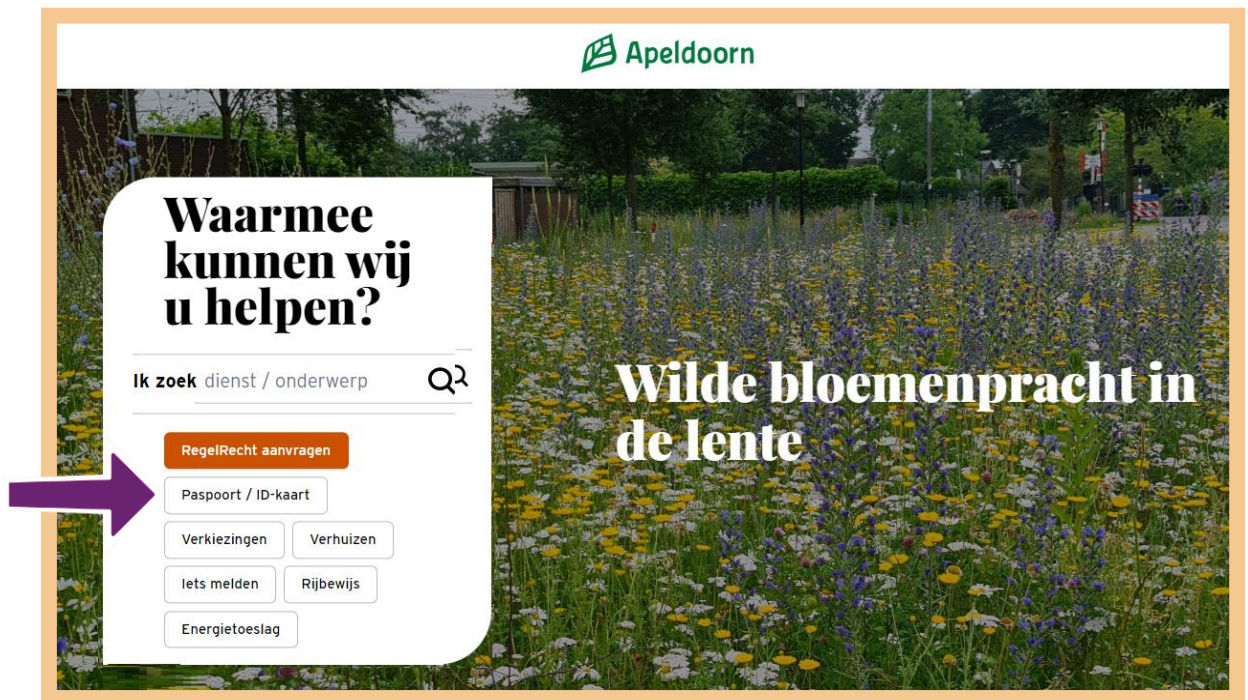 Apeldoorn
Waarmee
kunnen wij
u helpen?
Ik zoek dienst / onderwerp
RegelRecht aanvragen
Paspoort / ID-kaart
Verkiezingen Verhuizen
Iets melden Rijbewijs
Energietoeslag
Wilde bloemenpracht in
de lente